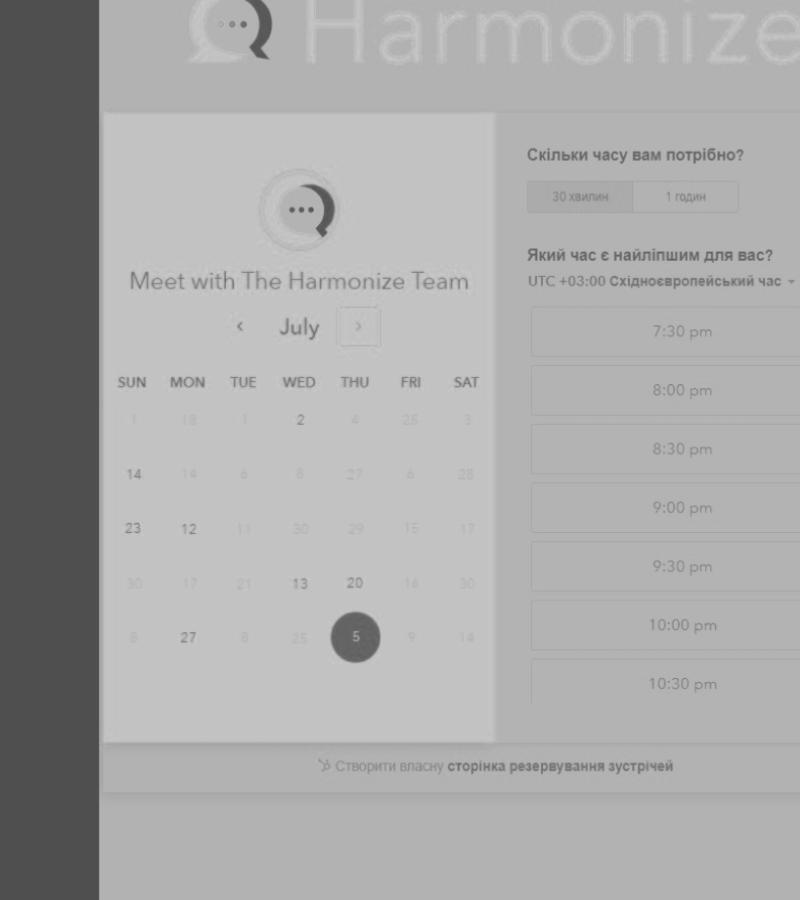 Harmonize
Meet with The Harmonize Team
July
SUN MON TUE WED THU FRI SAT
1 18 1 2 4 25 3
14 14 6 8 27 6 28
23 12 11 30 29 15 17
30 17 21 13 20 16 30
8 27 8 25 5 9 14
Скільки часу вам потрібно?
30 хвилин 1 годин
Який час є найліпшим для вас?
UTC +03:00 Східноєвропейський час
7:30 pm
8:00 pm
8:30 pm
9:00 pm
9:30 pm
10:00 pm
10:30 pm
Створити власну сторінка резервування зустрічей